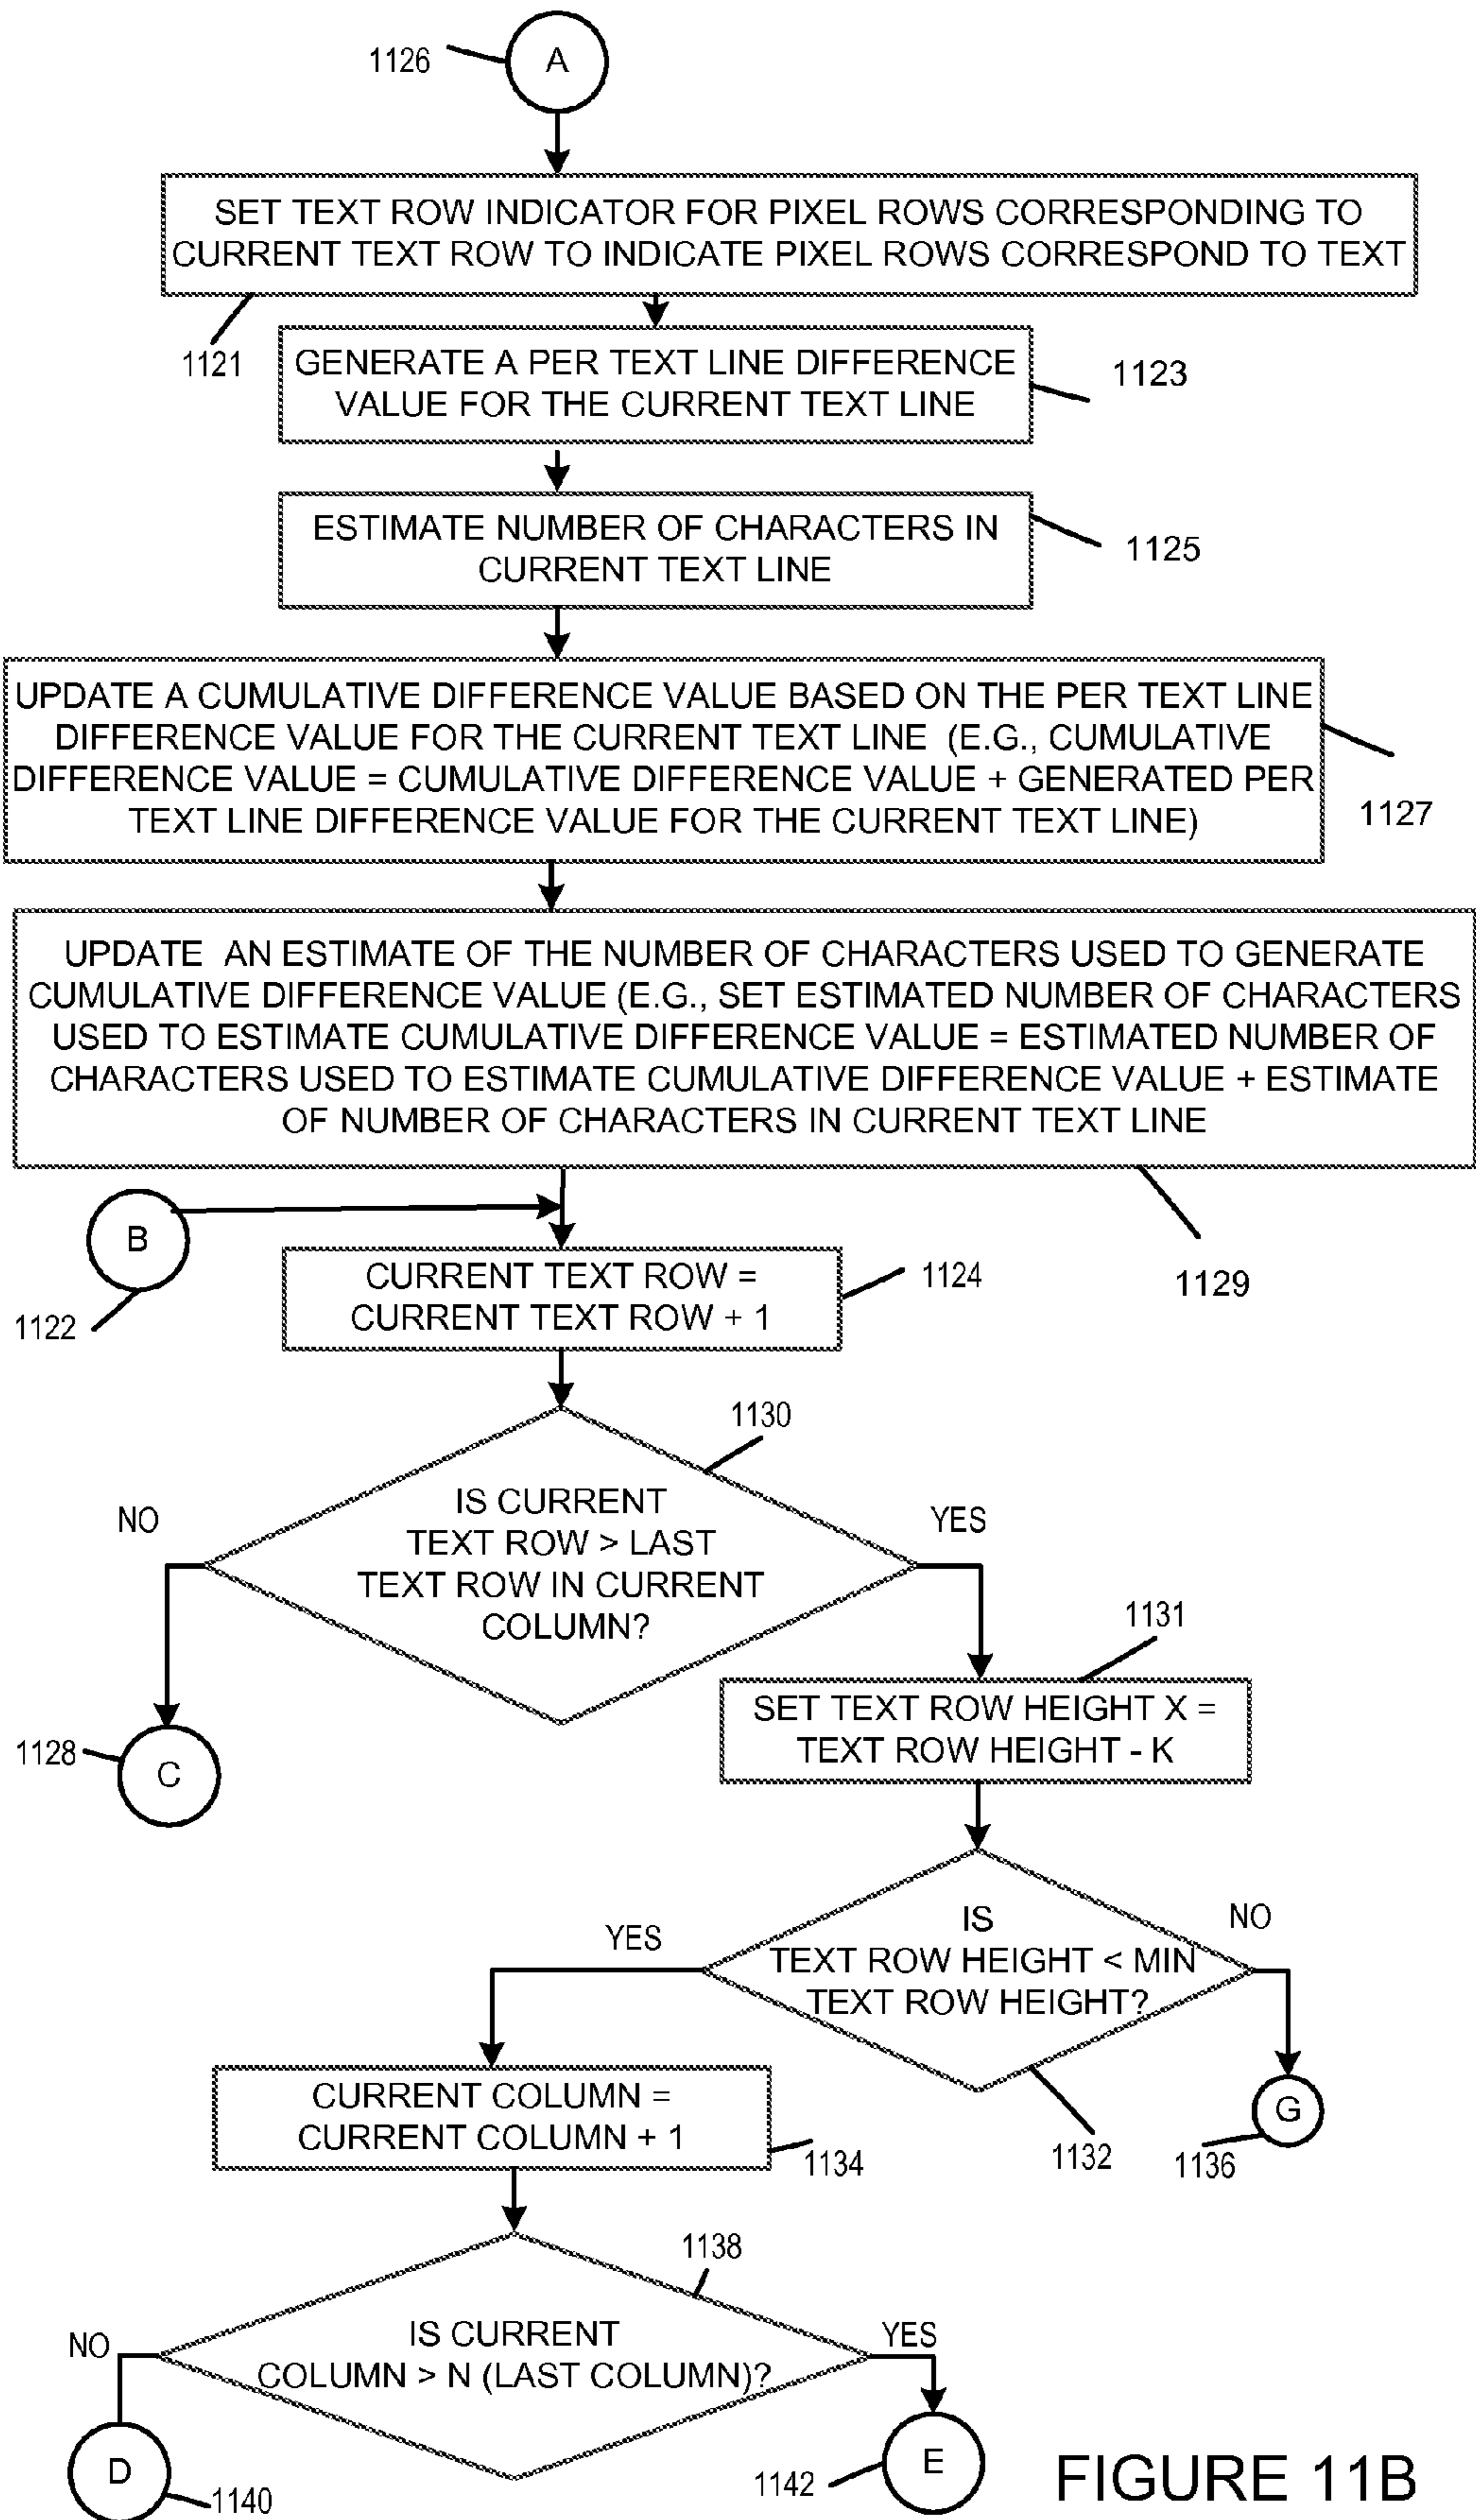 1126
A
SET TEXT ROW INDICATOR FOR PIXEL ROWS CORRESPONDING TO
CURRENT TEXT ROW TO INDICATE PIXEL ROWS CORRESPOND TO TEXT
1121
GENERATE A PER TEXT LINE DIFFERENCE
VALUE FOR THE CURRENT TEXT LINE
1123
ESTIMATE NUMBER OF CHARACTERS IN
CURRENT TEXT LINE
1125
UPDATE A CUMULATIVE DIFFERENCE VALUE BASED ON THE PER TEXT LINE
DIFFERENCE VALUE FOR THE CURRENT TEXT LINE (E.G., CUMULATIVE
DIFFERENCE VALUE = CUMULATIVE DIFFERENCE VALUE + GENERATED PER
TEXT LINE DIFFERENCE VALUE FOR THE CURRENT TEXT LINE)
1127
UPDATE AN ESTIMATE OF THE NUMBER OF CHARACTERS USED TO GENERATE
CUMULATIVE DIFFERENCE VALUE (E.G., SET ESTIMATED NUMBER OF CHARACTERS
USED TO ESTIMATE CUMULATIVE DIFFERENCE VALUE = ESTIMATED NUMBER OF
CHARACTERS USED TO ESTIMATE CUMULATIVE DIFFERENCE VALUE + ESTIMATE
OF NUMBER OF CHARACTERS IN CURRENT TEXT LINE
1129
B
1122
CURRENT TEXT ROW =
CURRENT TEXT ROW + 1
1124
1130
IS CURRENT
TEXT ROW > LAST
TEXT ROW IN CURRENT
COLUMN?
NO
YES
1128
C
1131
SET TEXT ROW HEIGHT X =
TEXT ROW HEIGHT - K
IS
TEXT ROW HEIGHT < MIN
TEXT ROW HEIGHT?
YES
NO
1132
G
1136
CURRENT COLUMN =
CURRENT COLUMN + 1
1134
1138
IS CURRENT
COLUMN > N (LAST COLUMN)?
NO
YES
D
1140
E
1142
FIGURE 11B